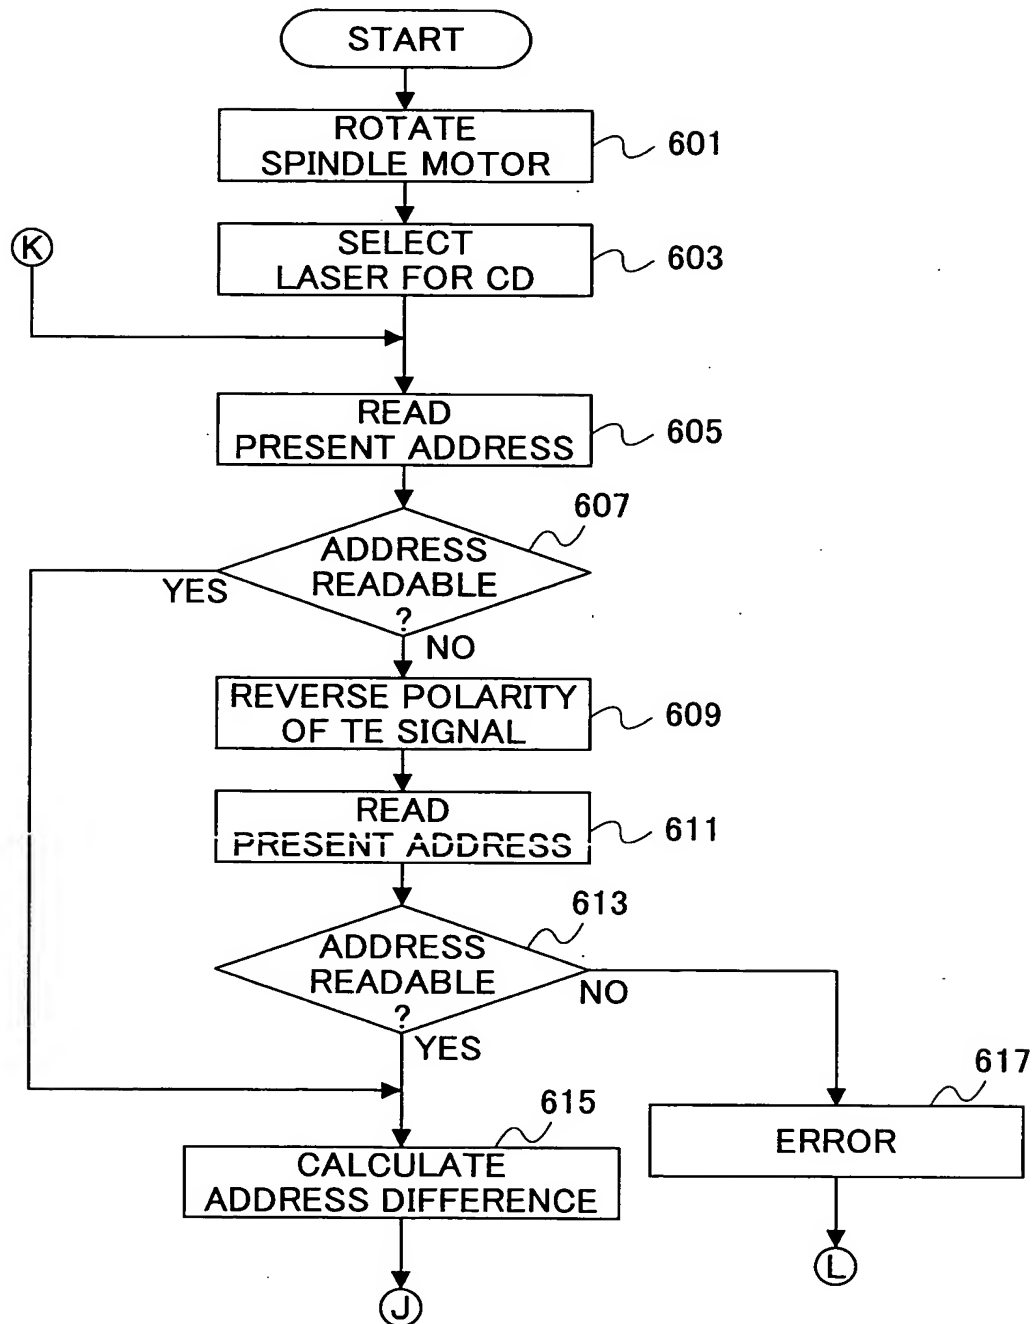 START
ROTATE
SPINDLE MOTOR
601
K
SELECT
LASER FOR CD
603
READ
PRESENT ADDRESS
605
607
ADDRESS
READABLE
?
YES
NO
REVERSE POLARITY
OF TE SIGNAL
609
READ
PRESENT ADDRESS
611
613
ADDRESS
READABLE
?
NO
YES
615
CALCULATE
ADDRESS DIFFERENCE
617
ERROR
L
J